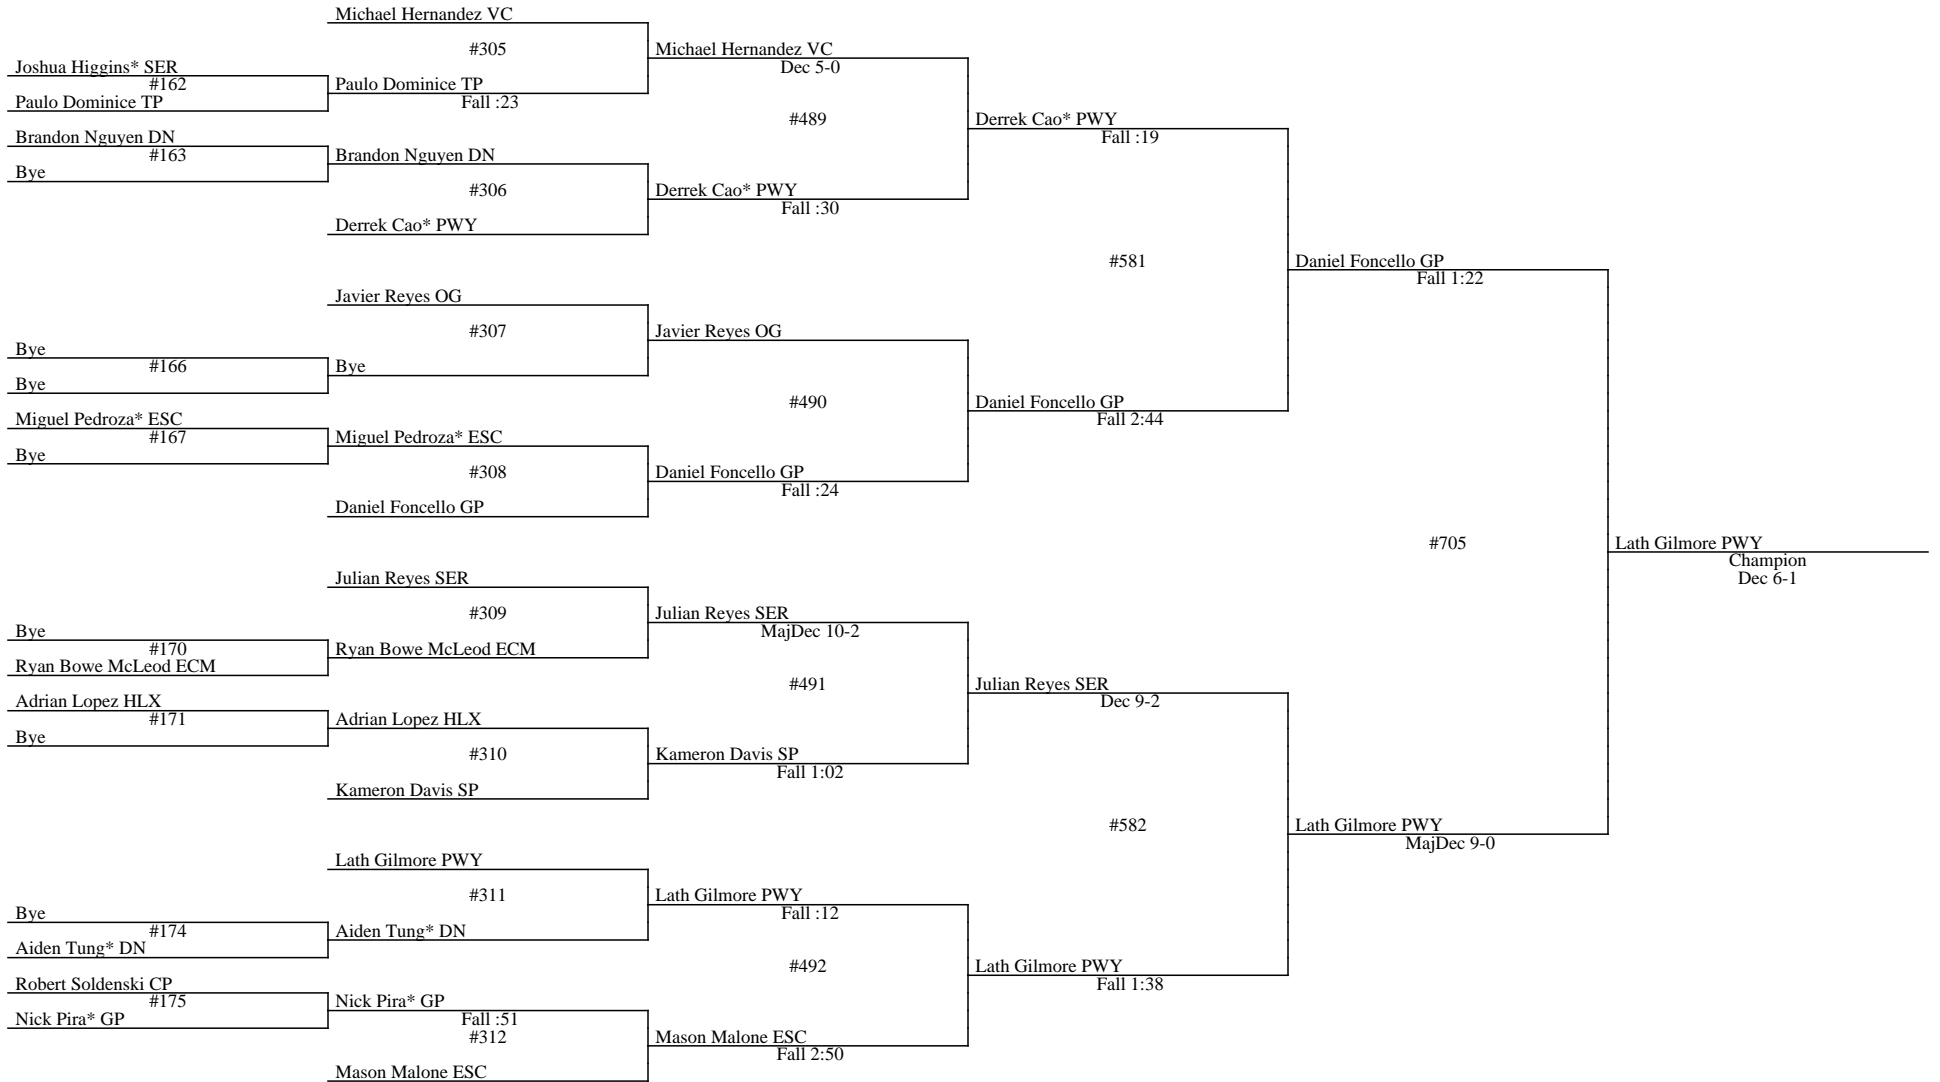 Michael Hernandez VC
#305
Michael Hernandez VC
Dec 5-0
Joshua Higgins* SER
#162
Paulo Dominice TP
Fall :23
Paulo Dominice TP
#489
Derrek Cao* PWY
Fall :19
Brandon Nguyen DN
#163
Brandon Nguyen DN
Bye
#306
Derrek Cao* PWY
Fall :30
Derrek Cao* PWY
#581
Daniel Foncello GP
Fall 1:22
Javier Reyes OG
#307
Javier Reyes OG
Bye
#166
Bye
Bye
#490
Daniel Foncello GP
Fall 2:44
Miguel Pedroza* ESC
#167
Miguel Pedroza* ESC
Bye
#308
Daniel Foncello GP
Fall :24
Daniel Foncello GP
#705
Lath Gilmore PWY
Champion
Dec 6-1
Julian Reyes SER
#309
Julian Reyes SER
MajDec 10-2
Bye
#170
Ryan Bowe McLeod ECM
Ryan Bowe McLeod ECM
#491
Julian Reyes SER
Dec 9-2
Adrian Lopez HLX
#171
Adrian Lopez HLX
Bye
#310
Kameron Davis SP
Fall 1:02
Kameron Davis SP
#582
Lath Gilmore PWY
MajDec 9-0
Lath Gilmore PWY
#311
Lath Gilmore PWY
Fall :12
Bye
#174
Aiden Tung* DN
Aiden Tung* DN
#492
Lath Gilmore PWY
Fall 1:38
Robert Soldenski CP
#175
Nick Pira* GP
Fall :51
Nick Pira* GP
#312
Mason Malone ESC
Fall 2:50
Mason Malone ESC